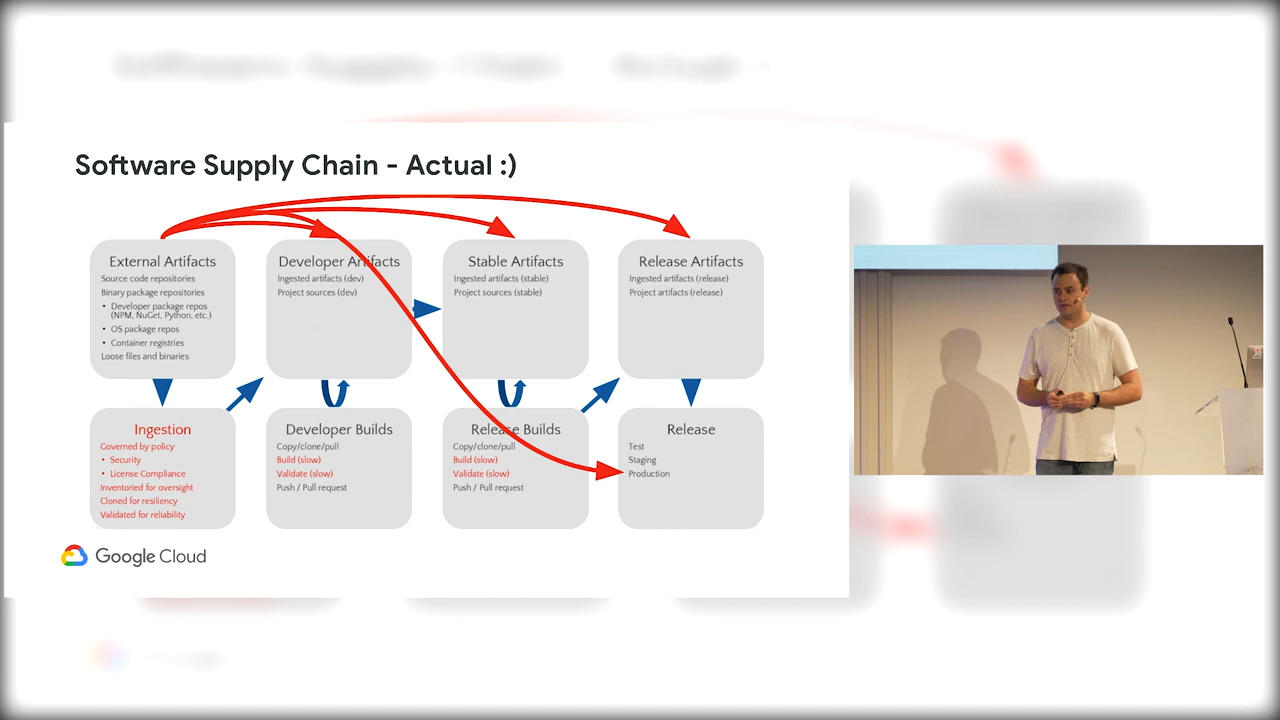 Software Supply Chain - Actual :)
External Artifacts
Source code repositories
Binary package repositories
• Developer package repos
(NPM, NuGet, Python, etc.)
• OS package repos
• Container registries
Loose files and binaries
Developer Artifacts
Ingested artifacts (dev)
Project sources (dev)
Stable Artifacts
Ingested artifacts (stable)
Project sources (stable)
Release Artifacts
Ingested artifacts (release)
Project artifacts (release)
Ingestion
Governed by policy
• Security
• License Compliance
Inventoried for oversight
Cloned for resiliency
Validated for reliability
Developer Builds
Copy/clone/pull
Build (slow)
Validate (slow)
Push / Pull request
Release Builds
Copy/clone/pull
Build (slow)
Validate (slow)
Push / Pull request
Release
Test
Staging
Production
Google Cloud